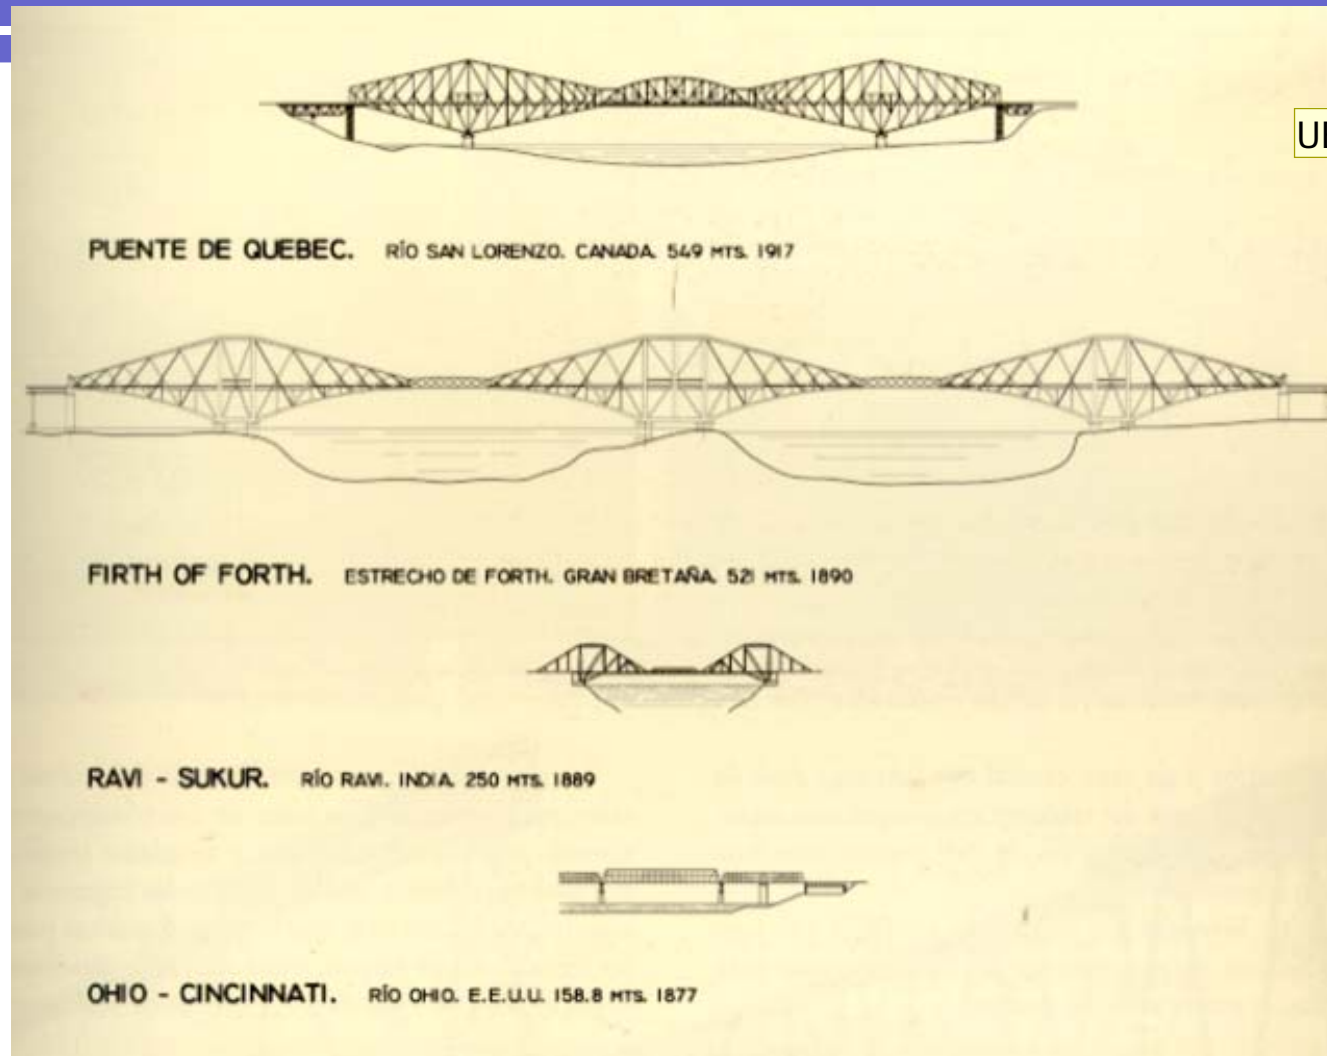 PUENTE DE QUEBEC. RÍO SAN LORENZO. CANADA. 549 MTS. 1917
FIRTH OF FORTH. ESTRECHO DE FORTH. GRAN BRETAÑA. 521 MTS. 1890
RAVI - SUKUR. RÍO RAVI. INDIA. 250 MTS. 1889
OHIO - CINCINNATI. RÍO OHIO. E.E.U.U. 158.8 MTS. 1877